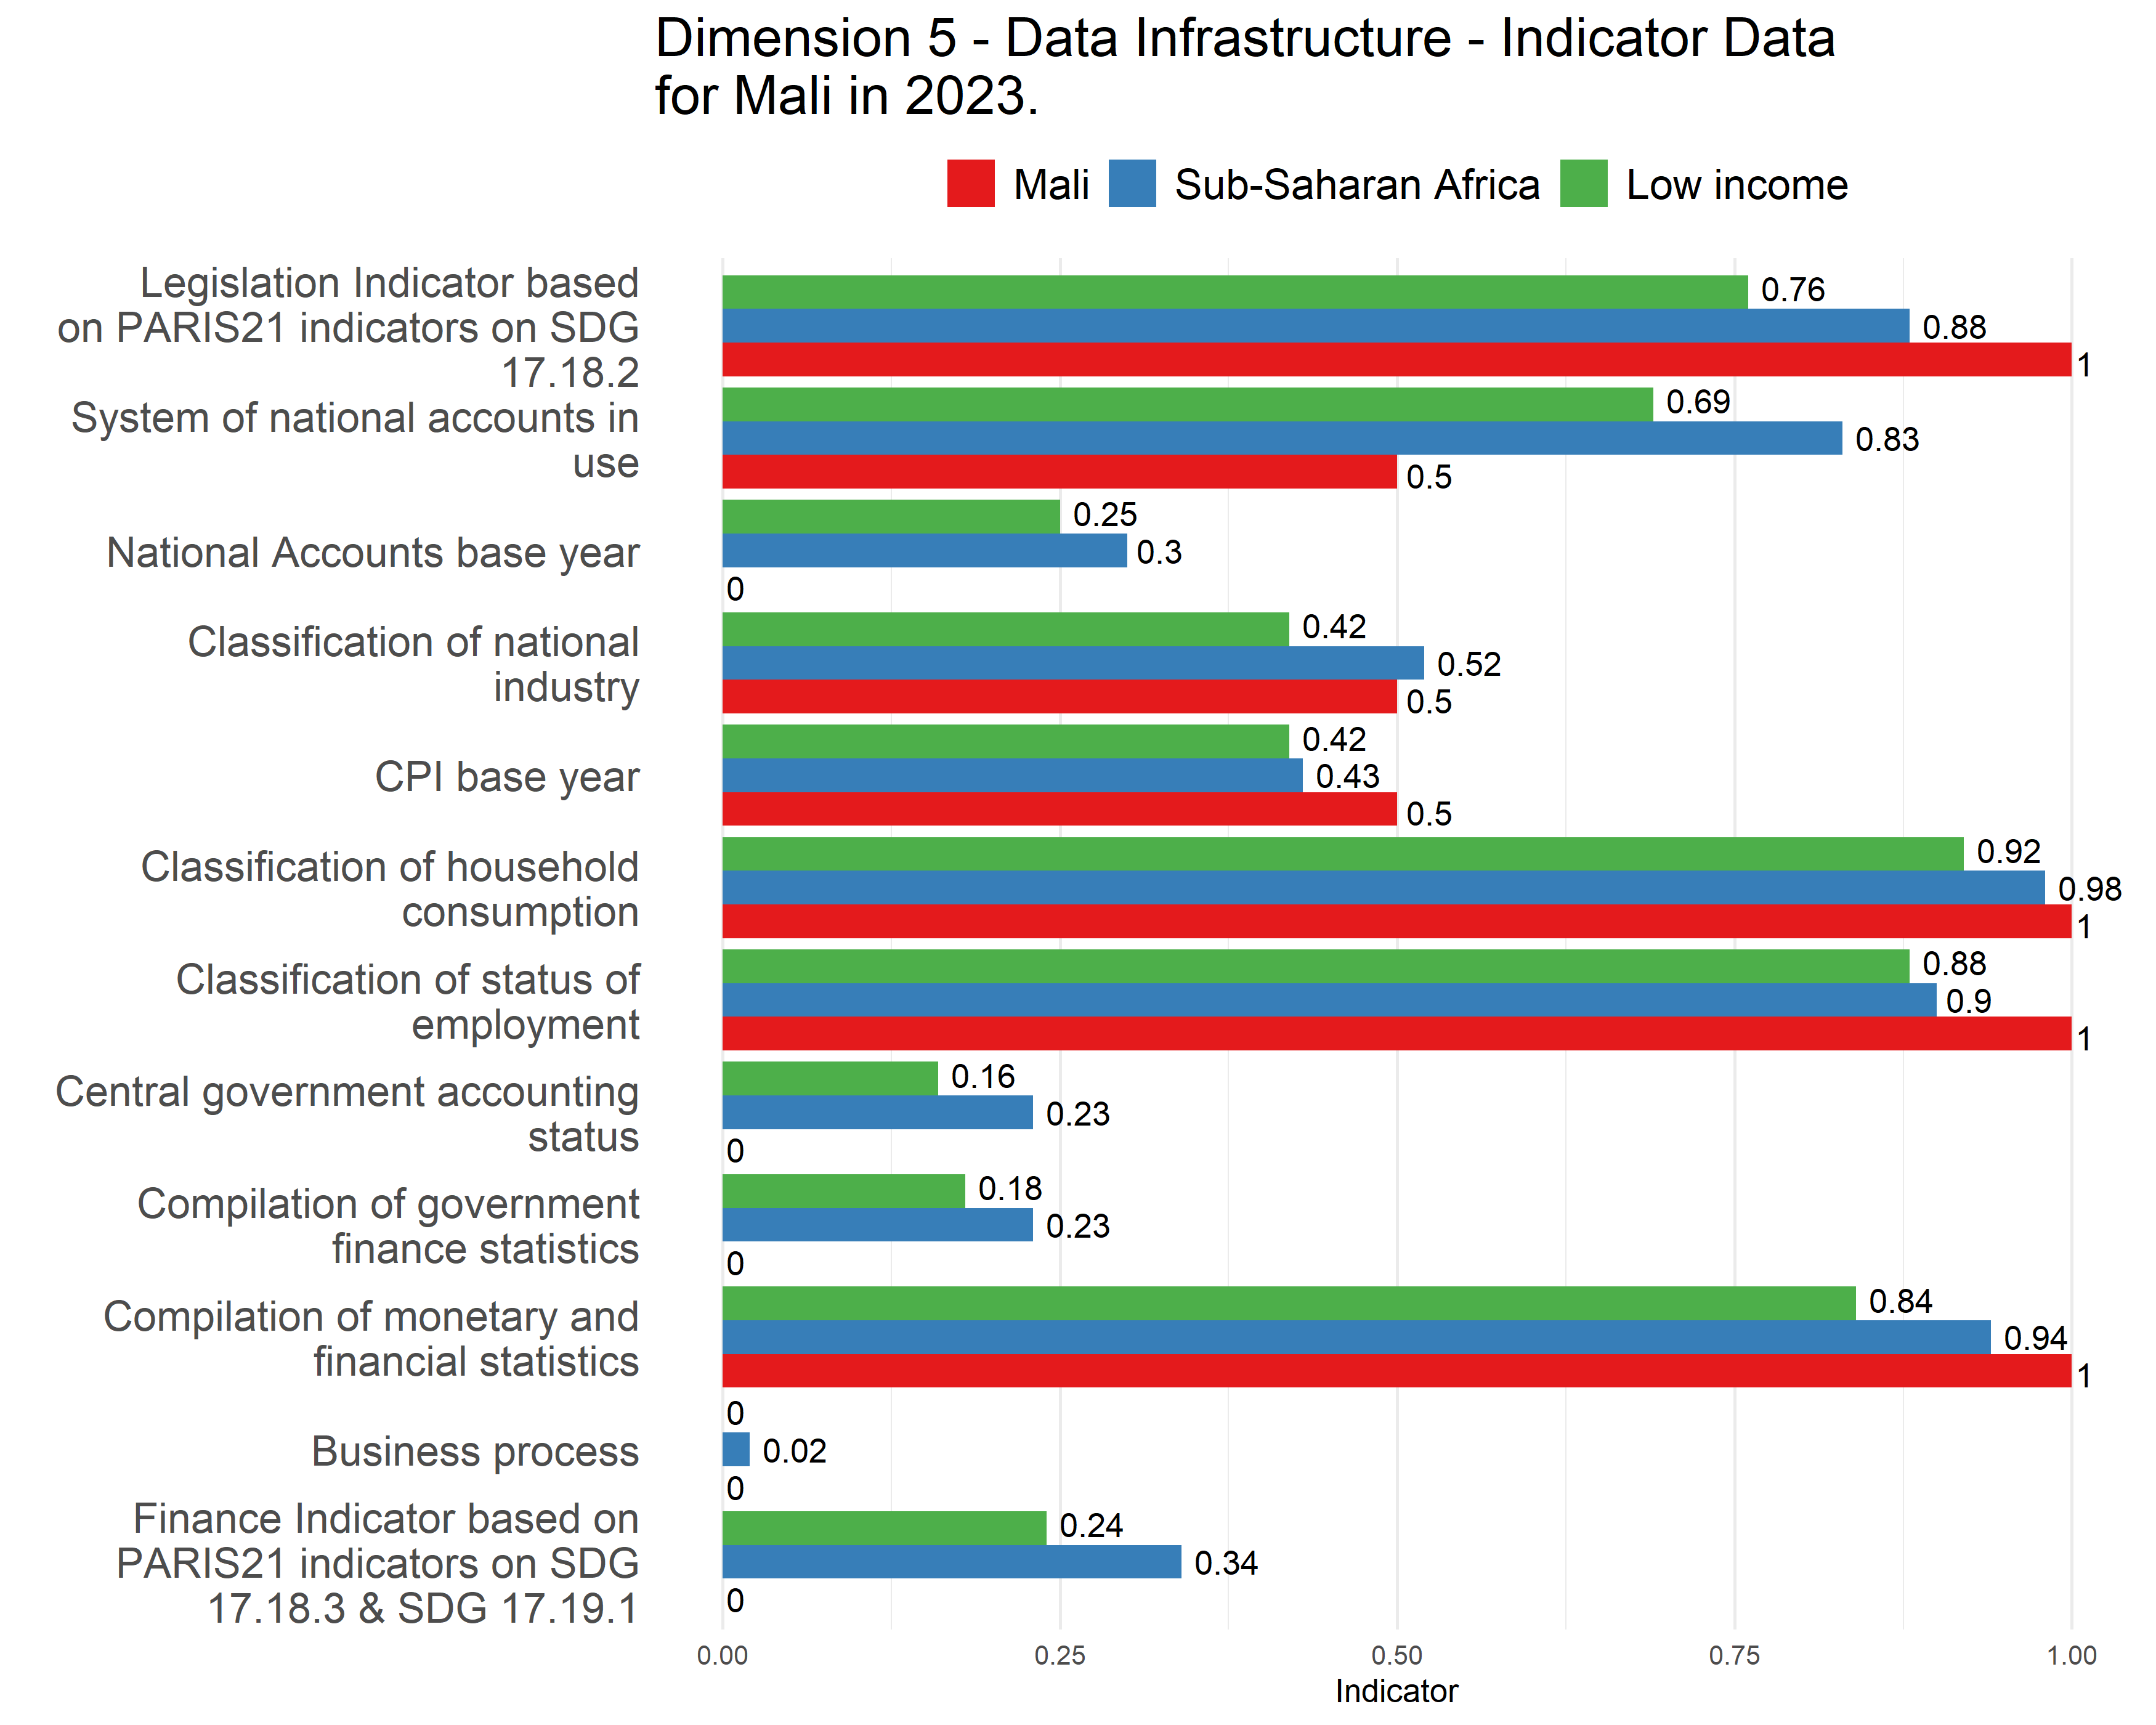 Dimension 5 - Data Infrastructure - Indicator Data
for Mali in 2023.
Mali
Sub-Saharan Africa
Low income
Legislation Indicator based
on PARIS21 indicators on SDG
17.18.2
0.76
0.88
1
System of national accounts in
use
0.69
0.83
0.5
National Accounts base year
0.25
0.3
0
Classification of national
industry
0.42
0.52
0.5
CPI base year
0.42
0.43
0.5
Classification of household
consumption
0.92
0.98
1
Classification of status of
employment
0.88
0.9
1
Central government accounting
status
0.16
0.23
0
Compilation of government
finance statistics
0.18
0.23
0
Compilation of monetary and
financial statistics
0.84
0.94
1
Business process
0
0.02
0
Finance Indicator based on
PARIS21 indicators on SDG
17.18.3 & SDG 17.19.1
0.24
0.34
0
0.00
0.25
0.50
0.75
1.00
Indicator